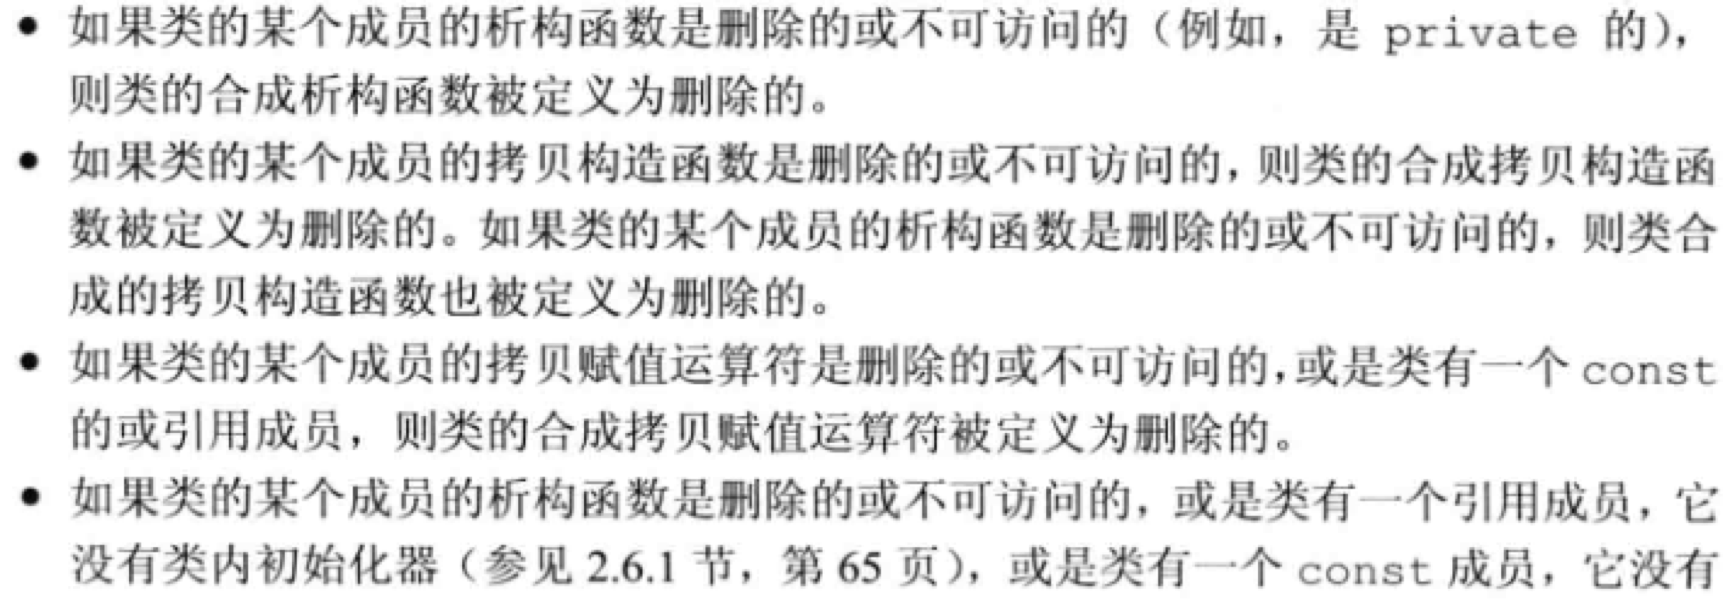 • 如果类的某个成员的析构函数是删除的或不可访问的（例如，是 private 的），
则类的合成析构函数被定义为删除的。
• 如果类的某个成员的拷贝构造函数是删除的或不可访问的，则类的合成拷贝构造函
数被定义为删除的。如果类的某个成员的析构函数是删除的或不可访问的，则类合
成的拷贝构造函数也被定义为删除的。
• 如果类的某个成员的拷贝赋值运算符是删除的或不可访问的，或是类有一个 const
的或引用成员，则类的合成拷贝赋值运算符被定义为删除的。
• 如果类的某个成员的析构函数是删除的或不可访问的，或是类有一个引用成员，它
没有类内初始化器（参见 2.6.1 节，第 65 页），或是类有一个 const 成员，它没有